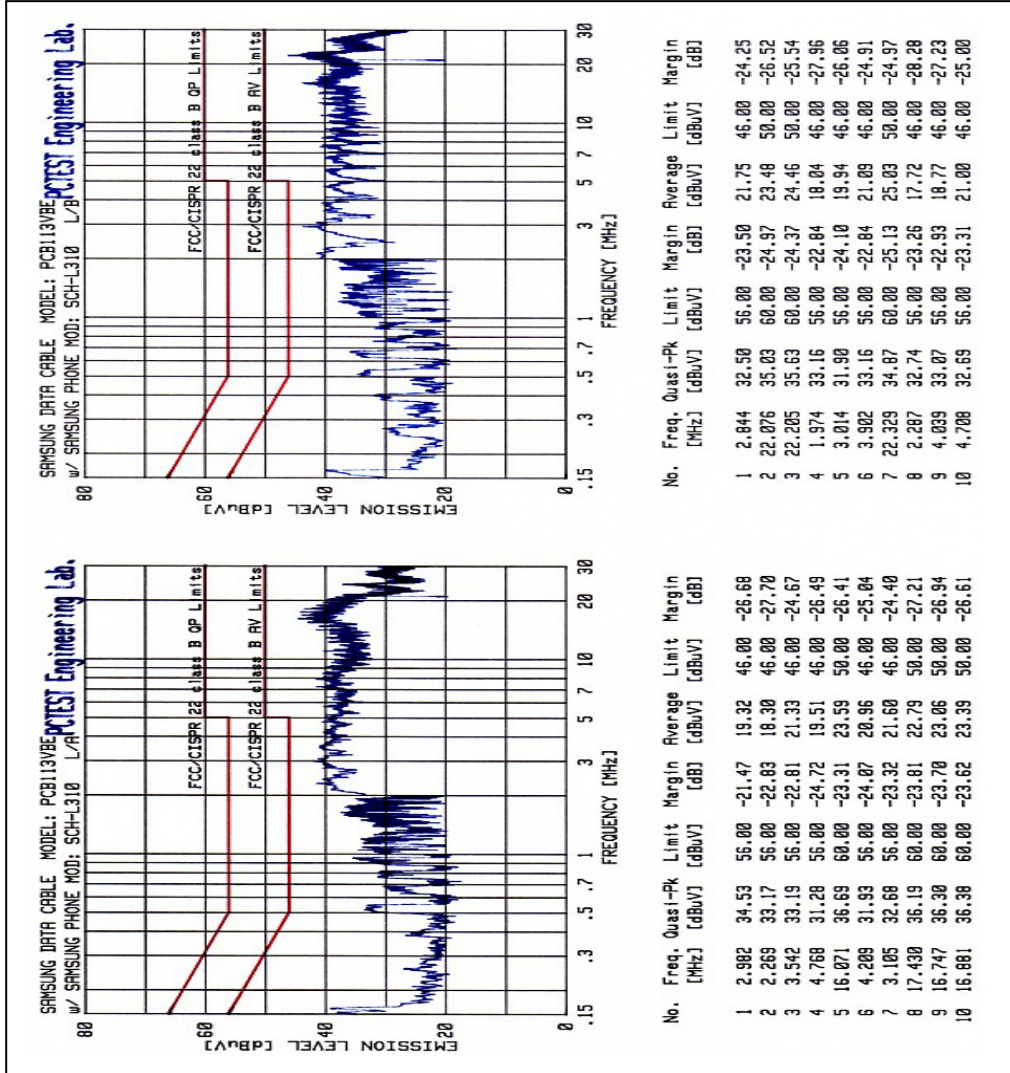 SAMSUNG DATA CABLE MODEL: PCB113VBE PCTEST Engineering Lab.
w/ SAMSUNG PHONE MOD: SCH-L310 L/A
EMISSION LEVEL [dBuV]
80
60
40
20
0
FCC/CISPR 22 class B QP Limits
FCC/CISPR 22 class B AV Limits
.15 .3 .5 .7 1 3 5 7 10 20 30
FREQUENCY [MHz]
No. Freq. Quasi-Pk Limit Margin Average Limit Margin
[MHz] [dBuV] [dBuV] [dB] [dBuV] [dBuV] [dB]
1 2.982 34.53 56.00 -21.47 19.32 46.00 -26.68
2 2.269 33.17 56.00 -22.83 18.30 46.00 -27.70
3 3.542 33.19 56.00 -22.81 21.33 46.00 -24.67
4 4.768 31.28 56.00 -24.72 19.51 46.00 -26.49
5 16.071 36.69 60.00 -23.31 23.59 50.00 -26.41
6 4.209 31.93 56.00 -24.07 20.96 46.00 -25.04
7 3.105 32.68 56.00 -23.32 21.60 46.00 -24.40
8 17.430 36.19 60.00 -23.81 22.79 50.00 -27.21
9 16.747 36.30 60.00 -23.70 23.06 50.00 -26.94
10 16.881 36.38 60.00 -23.62 23.39 50.00 -26.61
SAMSUNG DATA CABLE MODEL: PCB113VBE PCTEST Engineering Lab.
w/ SAMSUNG PHONE MOD: SCH-L310 L/B
EMISSION LEVEL [dBuV]
80
60
40
20
0
FCC/CISPR 22 class B QP Limits
FCC/CISPR 22 class B AV Limits
.15 .3 .5 .7 1 3 5 7 10 20 30
FREQUENCY [MHz]
No. Freq. Quasi-Pk Limit Margin Average Limit Margin
[MHz] [dBuV] [dBuV] [dB] [dBuV] [dBuV] [dB]
1 2.844 32.50 56.00 -23.50 21.75 46.00 -24.25
2 22.076 35.03 60.00 -24.97 23.48 50.00 -26.52
3 22.205 35.63 60.00 -24.37 24.46 50.00 -25.54
4 1.974 33.16 56.00 -22.84 18.04 46.00 -27.96
5 3.014 31.90 56.00 -24.10 19.94 46.00 -26.06
6 3.902 33.16 56.00 -22.84 21.09 46.00 -24.91
7 22.329 34.87 60.00 -25.13 25.03 50.00 -24.97
8 2.287 32.74 56.00 -23.26 17.72 46.00 -28.28
9 4.039 33.07 56.00 -22.93 18.77 46.00 -27.23
10 4.708 32.69 56.00 -23.31 21.00 46.00 -25.00